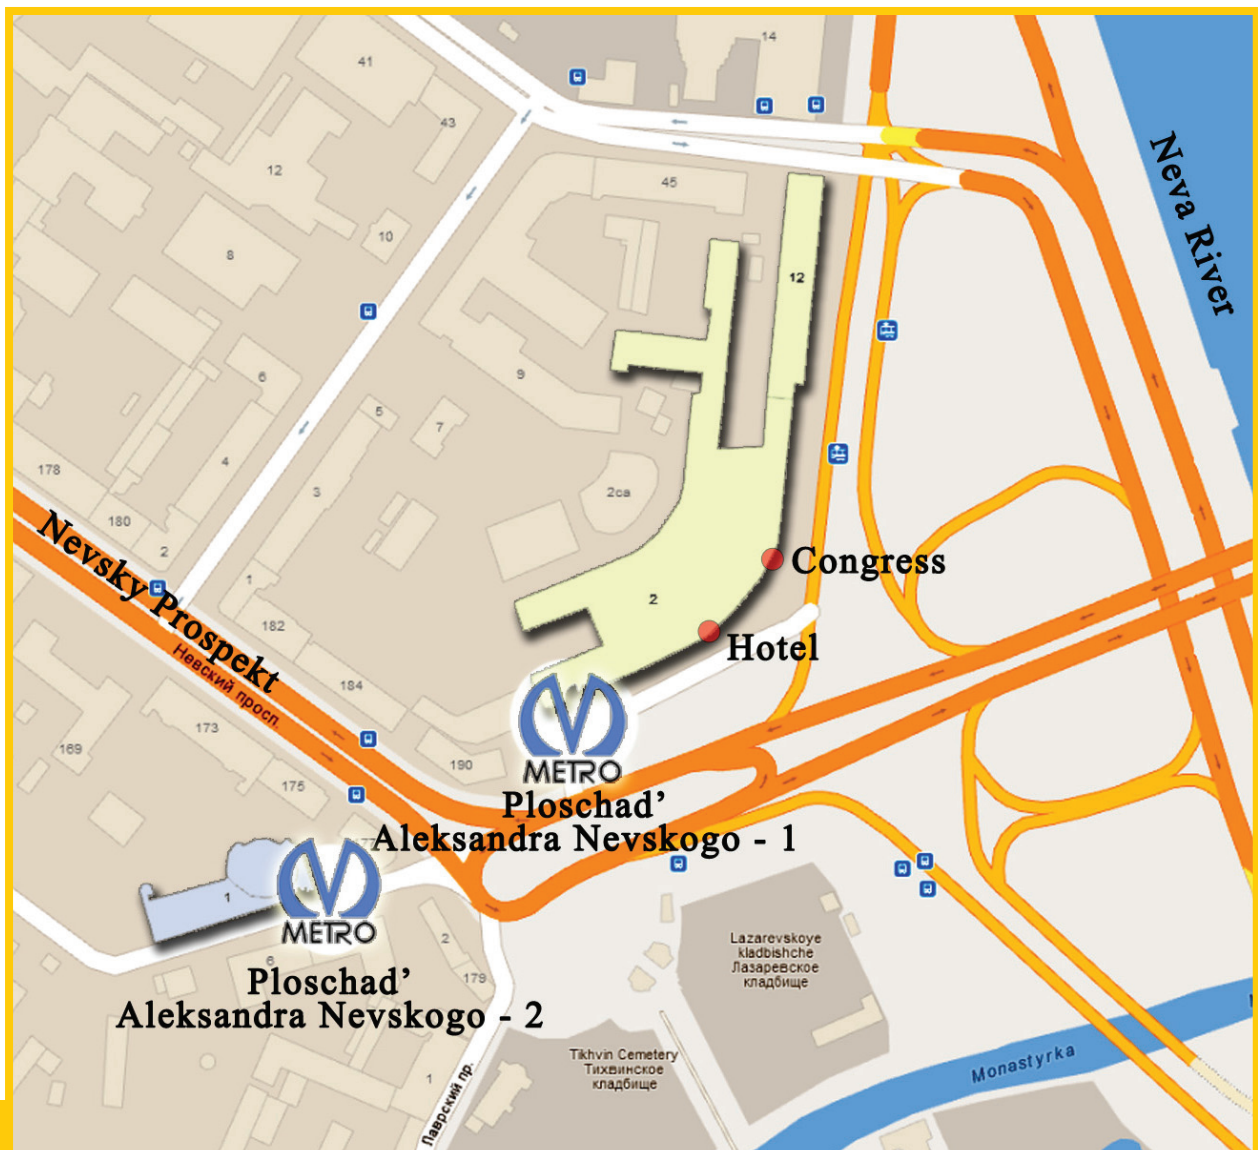 14
41
43
12
45
10
8
12
Neva River
6
9
5
7
178
4
3
2ca
180
2
Nevsky Prospekt
Невский просп.
1
182
2
Congress
Hotel
184
173
169
175
190
METRO
Ploschad’
Aleksandra Nevskogo - 1
177
1
METRO
Ploschad’
Aleksandra Nevskogo - 2
6
2
179
Lazarevskoye
kladbishche
Лазаревское
кладбище
Tikhvin Cemetery
Тихвинское
кладбище
Monastyrka
1
Лаврский пр.